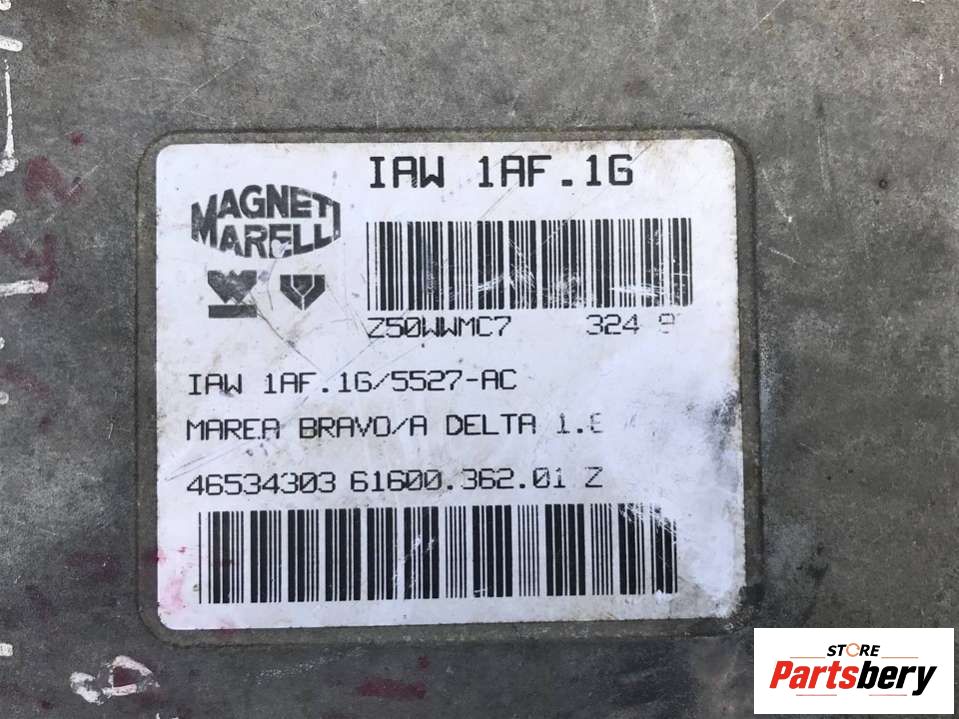 IAW 1AF.1G
MAGNETI
MARELLI
Z50WWMC7 324
IAW 1AF.1G/5527-AC
MAREA BRAVO/A DELTA
46534303 61600.362.01 Z
STORE
Partsbery